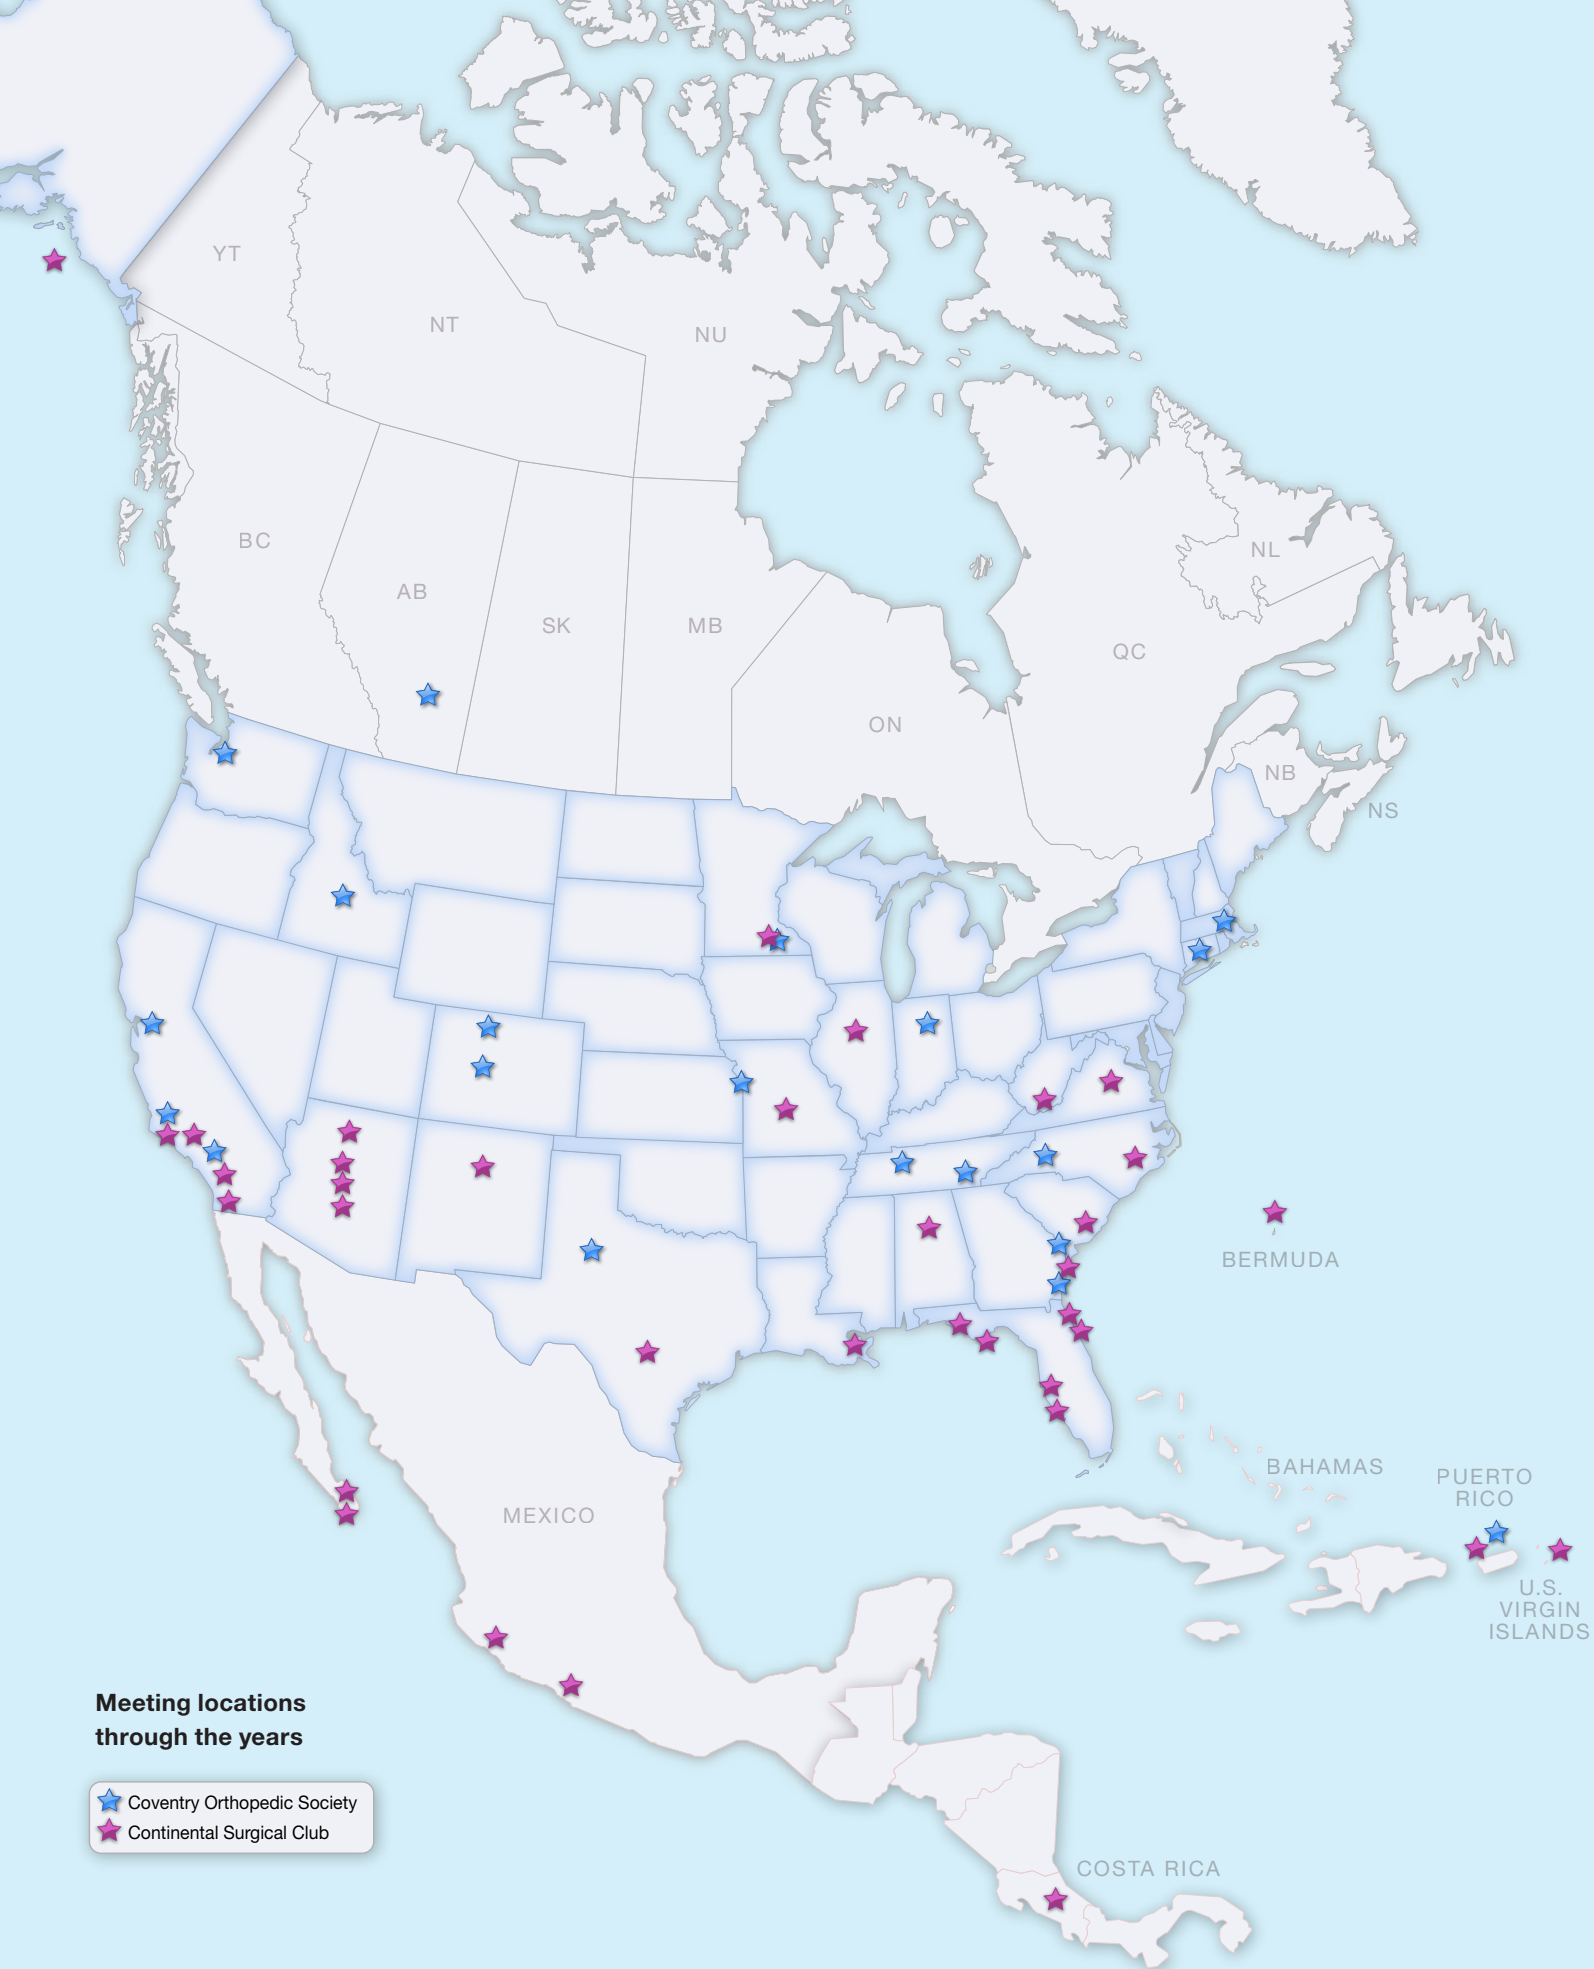 YT
NT
NU
BC
AB
SK
MB
ON
QC
NL
NB
NS
BERMUDA
BAHAMAS
PUERTO
RICO
MEXICO
U.S.
VIRGIN
ISLANDS
Meeting locations
through the years
Coventry Orthopedic Society
Continental Surgical Club
COSTA RICA